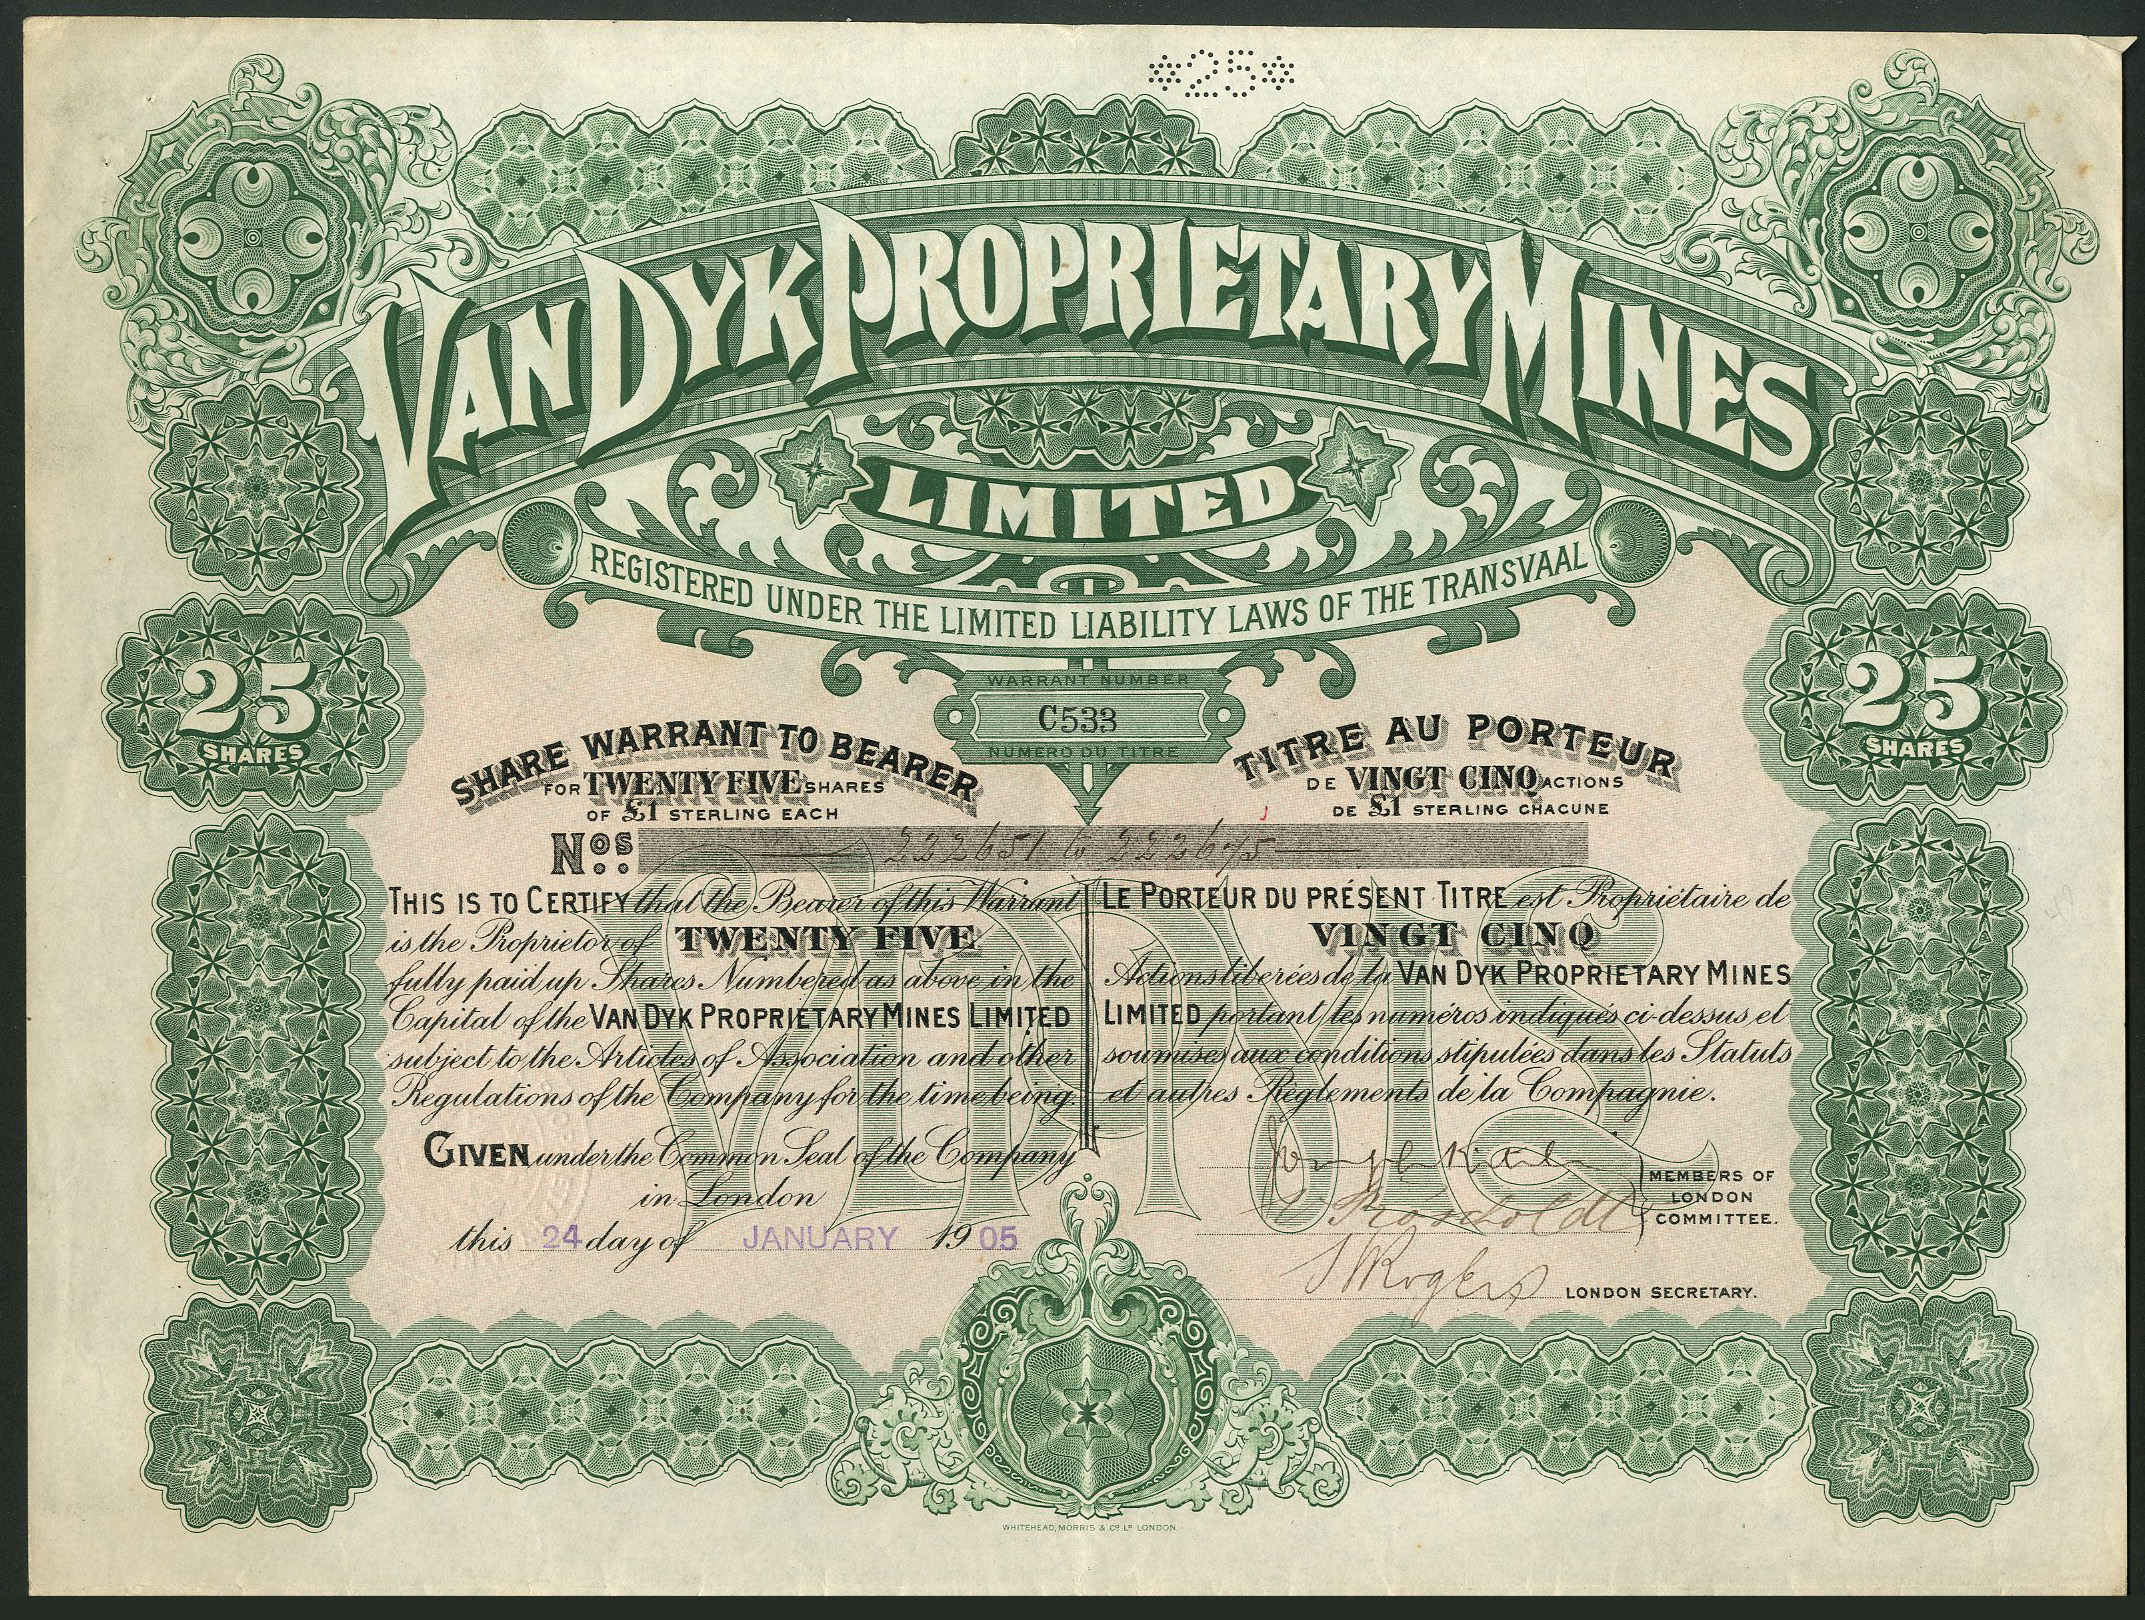 *25*
VAN DYK PROPRIETARY MINES
LIMITED
REGISTERED UNDER THE LIMITED LIABILITY LAWS OF THE TRANSVAAL
25
SHARES
25
SHARES
WARRANT NUMBER
C533
NUMERO DU TITRE
SHARE WARRANT TO BEARER
FOR TWENTY FIVE SHARES
OF £1 STERLING EACH
TITRE AU PORTEUR
DE VINGT CINQ ACTIONS
DE £1 STERLING CHACUNE
Nos 222651 to 222675
THIS IS TO CERTIFY that the Bearer of this Warrant
is the Proprietor of TWENTY FIVE
fully paid up Shares Numbered as above in the
Capital of the VAN DYK PROPRIETARY MINES LIMITED
subject to the Articles of Association and other
Regulations of the Company for the time being.
GIVEN under the Common Seal of the Company
in London
this 24 day of JANUARY 1905
LE PORTEUR DU PRÉSENT TITRE est Propriétaire de
VINGT CINQ
Actions libérées de la VAN DYK PROPRIETARY MINES
LIMITED portant les numéros indiqués ci-dessus et
soumises aux conditions stipulées dans les Statuts
et autres Règlements de la Compagnie.
VDPMS
MEMBERS OF
LONDON
COMMITTEE.
Rogers LONDON SECRETARY.
WHITEHEAD, MORRIS & Co Ld LONDON